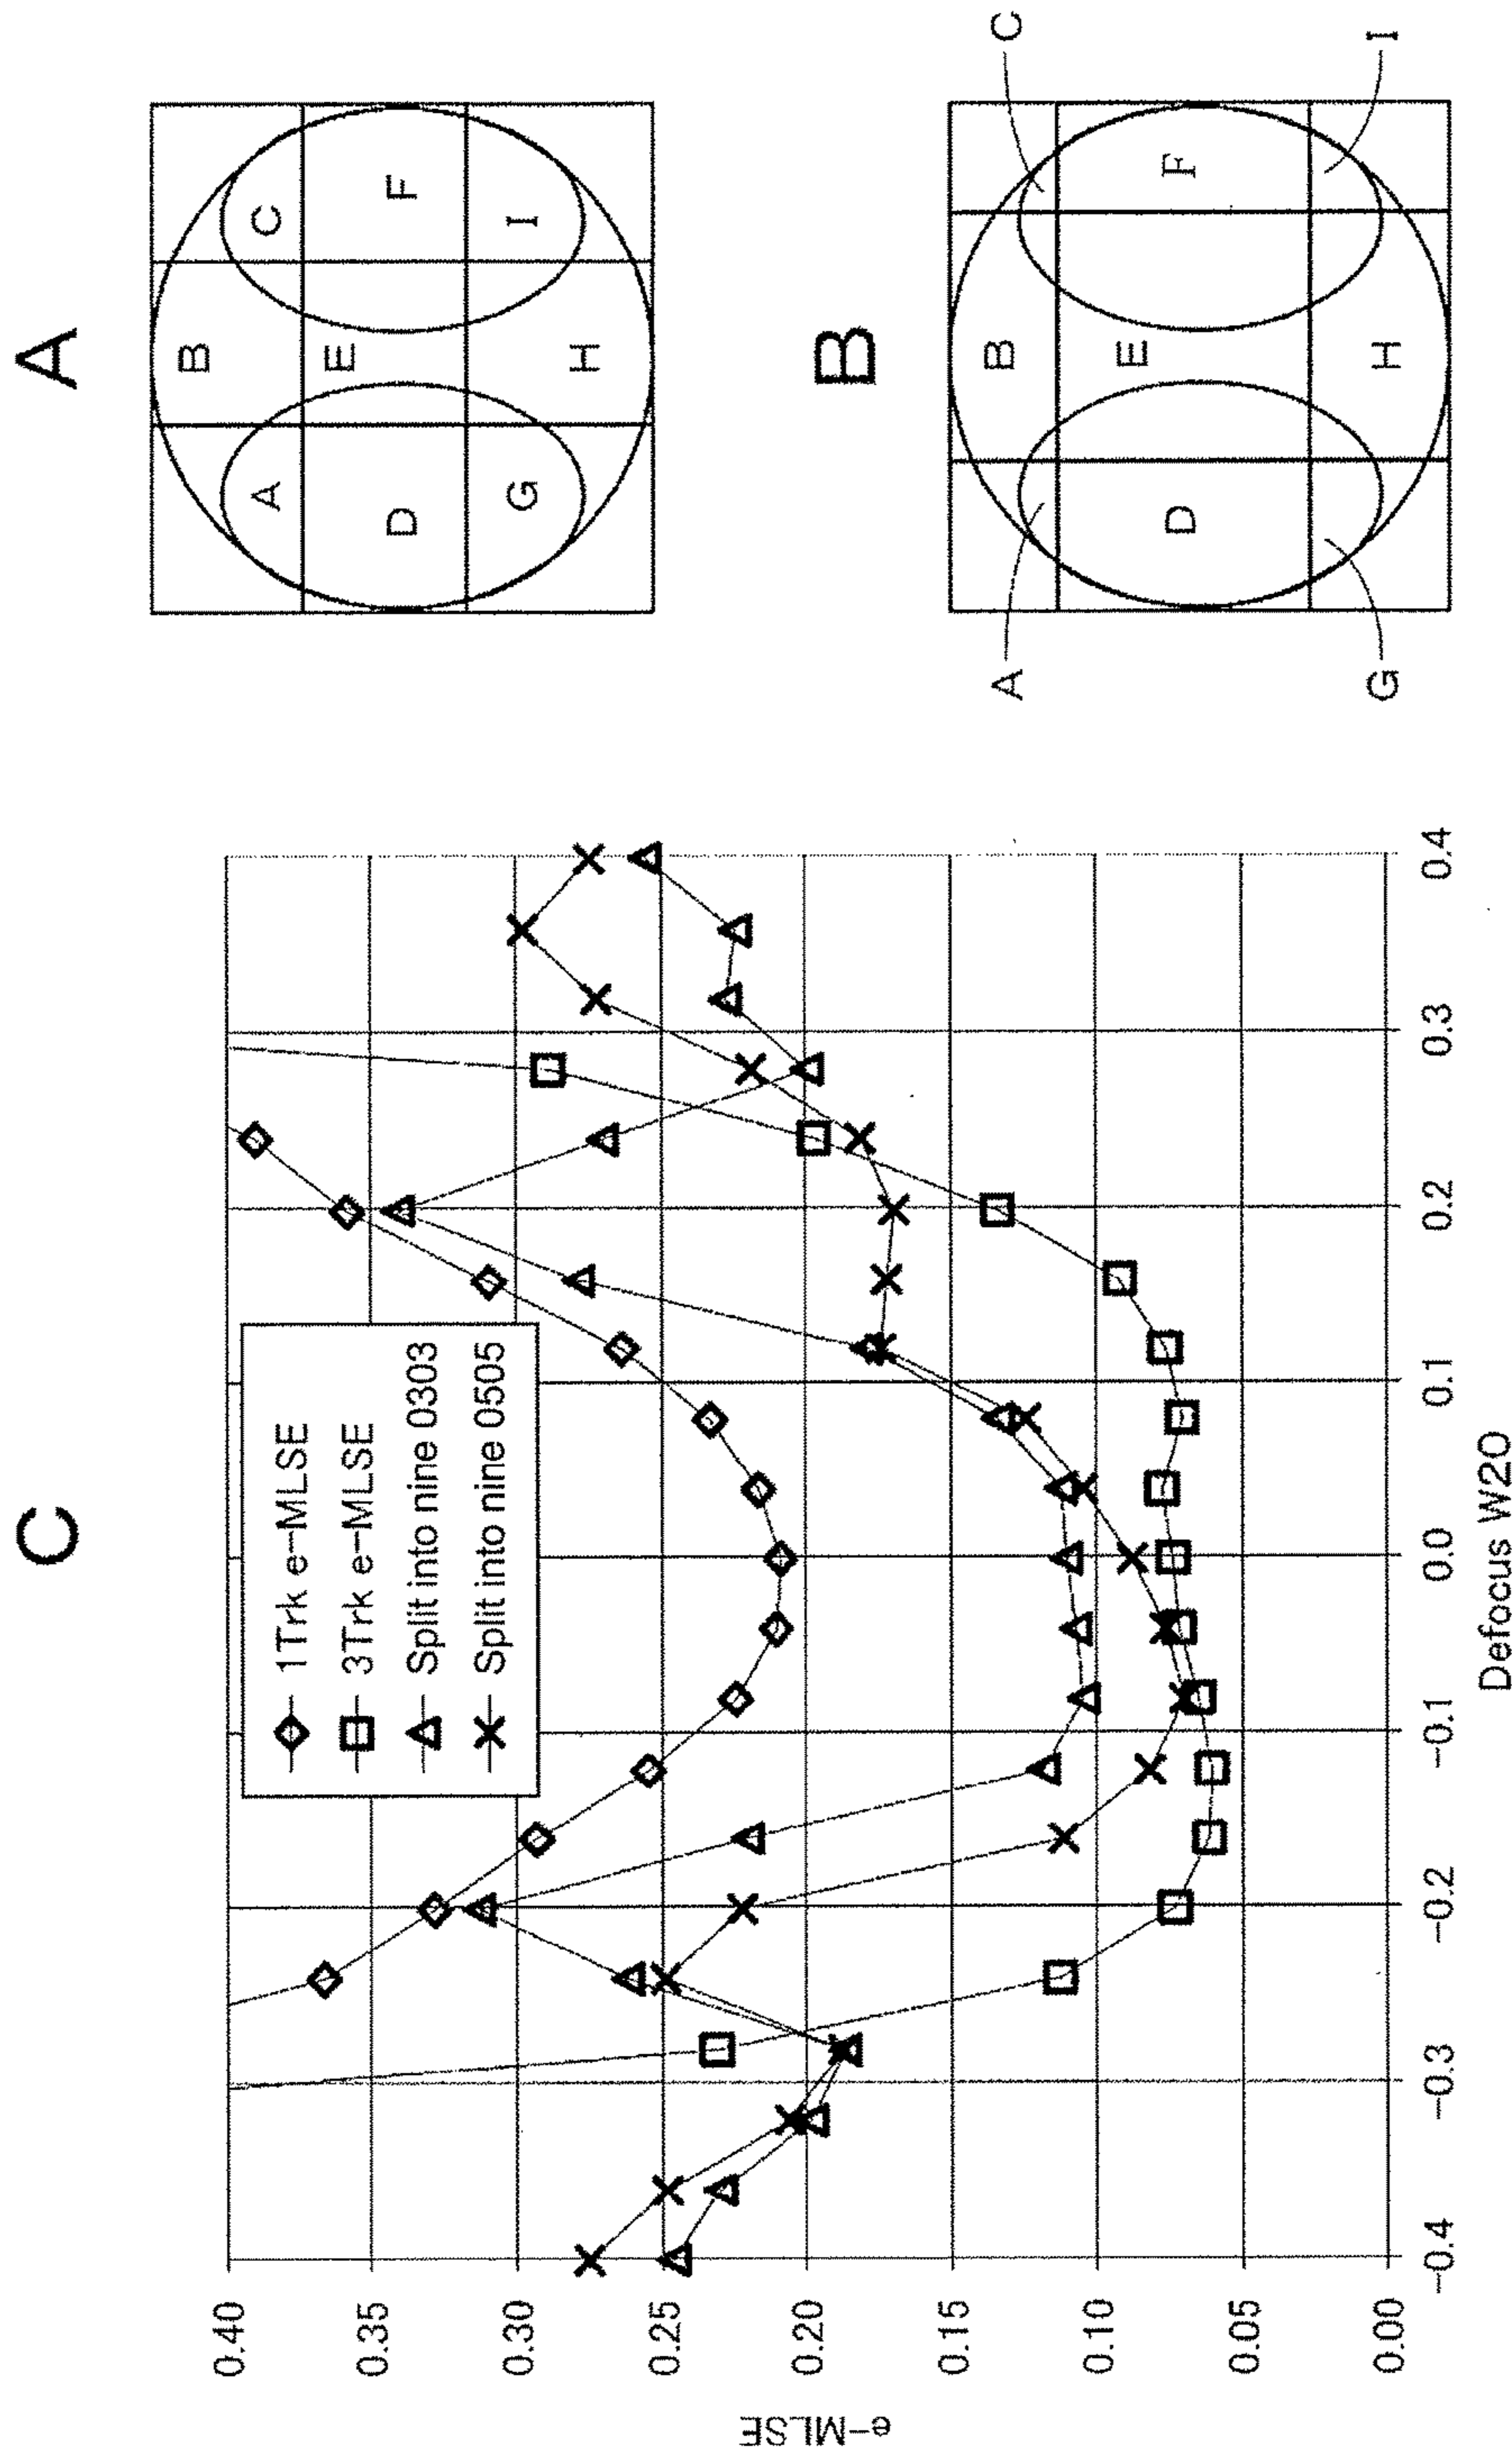 A
A
B
C
D
E
F
G
H
I
B
A
B
C
D
E
F
G
H
I
C
1Trk e-MLSE
3Trk e-MLSE
Split into nine 0303
Split into nine 0505
0.40
0.35
0.30
0.25
0.20
0.15
0.10
0.05
0.00
e-MLSE
-0.4
-0.3
-0.2
-0.1
0.0
0.1
0.2
0.3
0.4
Defocus W20